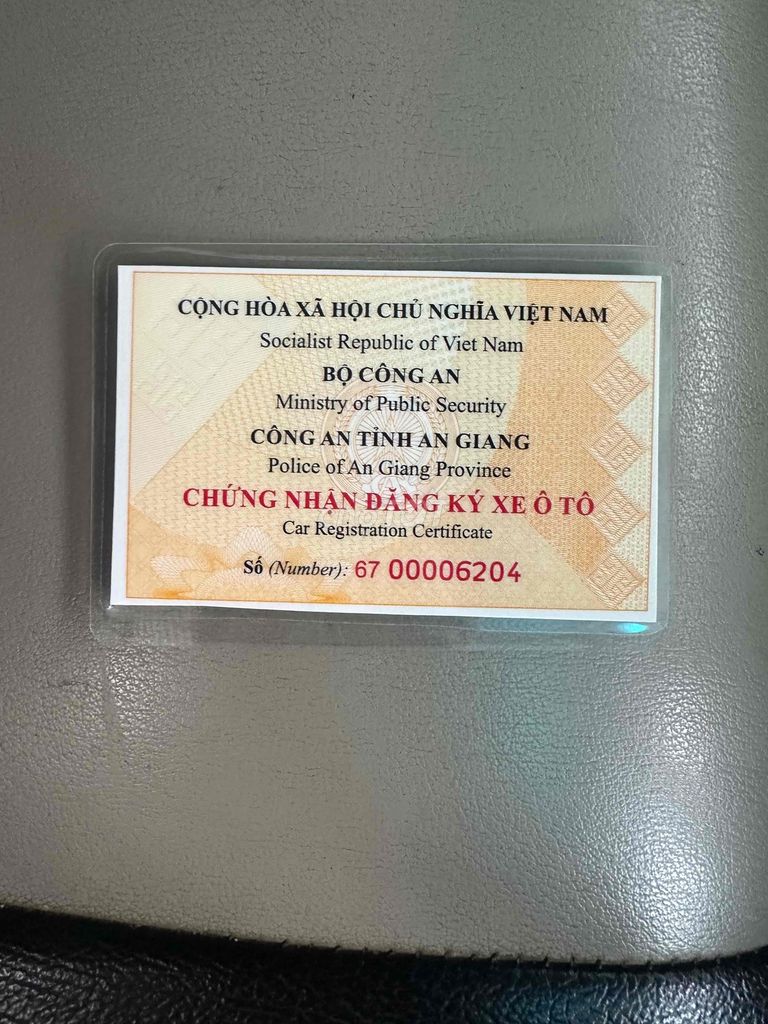 CỘNG HÒA XÃ HỘI CHỦ NGHĨA VIỆT NAM
Socialist Republic of Viet Nam
BỘ CÔNG AN
Ministry of Public Security
CÔNG AN TỈNH AN GIANG
Police of An Giang Province
CHỨNG NHẬN ĐĂNG KÝ XE Ô TÔ
Car Registration Certificate
Số (Number): 67 00006204